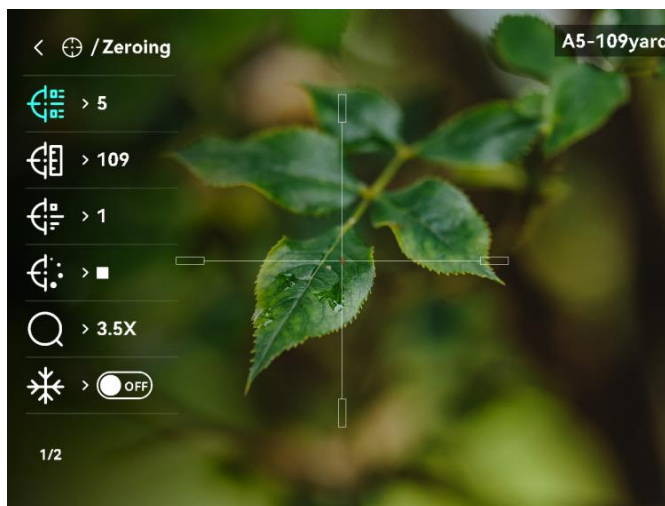 /Zeroing
A5-109yard
> 5
> 109
> 1
>
> 3.5X
> OFF
1/2